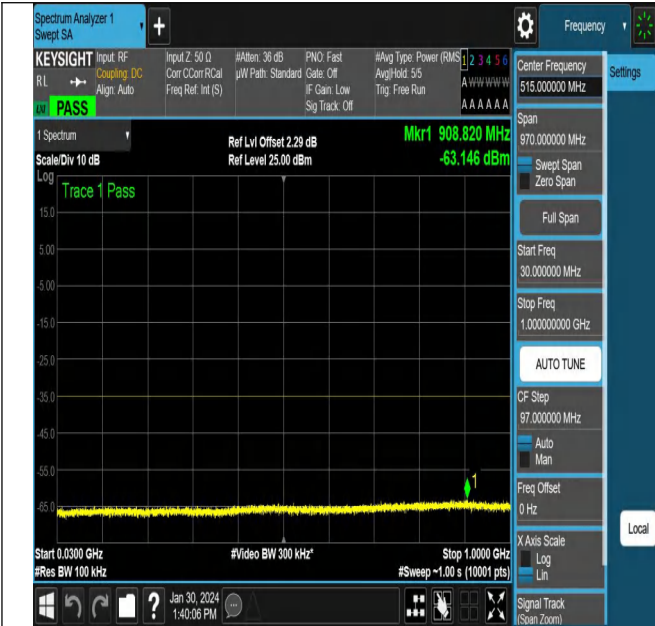 Spectrum Analyzer 1
Swept SA
+
Frequency
KEYSIGHT
RL
PASS
Input: RF
Coupling: DC
Align: Auto
Input Z: 50 Ω
Corr CCorr RCal
Freq Ref: Int (S)
#Atten: 36 dB
µW Path: Standard
PNO: Fast
Gate: Off
IF Gain: Low
Sig Track: Off
#Avg Type: Power (RMS
Avg|Hold: 5/5
Trig: Free Run
1 2 3 4 5 6
A W W W W W
A A A A A A
Center Frequency
515.000000 MHz
Settings
Span
970.000000 MHz
Swept Span
Zero Span
Full Span
Start Freq
30.000000 MHz
Stop Freq
1.000000000 GHz
AUTO TUNE
CF Step
97.000000 MHz
Auto
Man
Freq Offset
0 Hz
X Axis Scale
Log
Lin
Signal Track
(Span Zoom)
Local
1 Spectrum
Scale/Div 10 dB
Ref Lvl Offset 2.29 dB
Ref Level 25.00 dBm
Mkr1 908.820 MHz
-63.146 dBm
Log
Trace 1 Pass
15.0
5.00
-5.00
-15.0
-25.0
-35.0
-45.0
-55.0
-65.0
1
Start 0.0300 GHz
#Res BW 100 kHz
#Video BW 300 kHz*
Stop 1.0000 GHz
#Sweep ~1.00 s (10001 pts)
?
Jan 30, 2024
1:40:06 PM